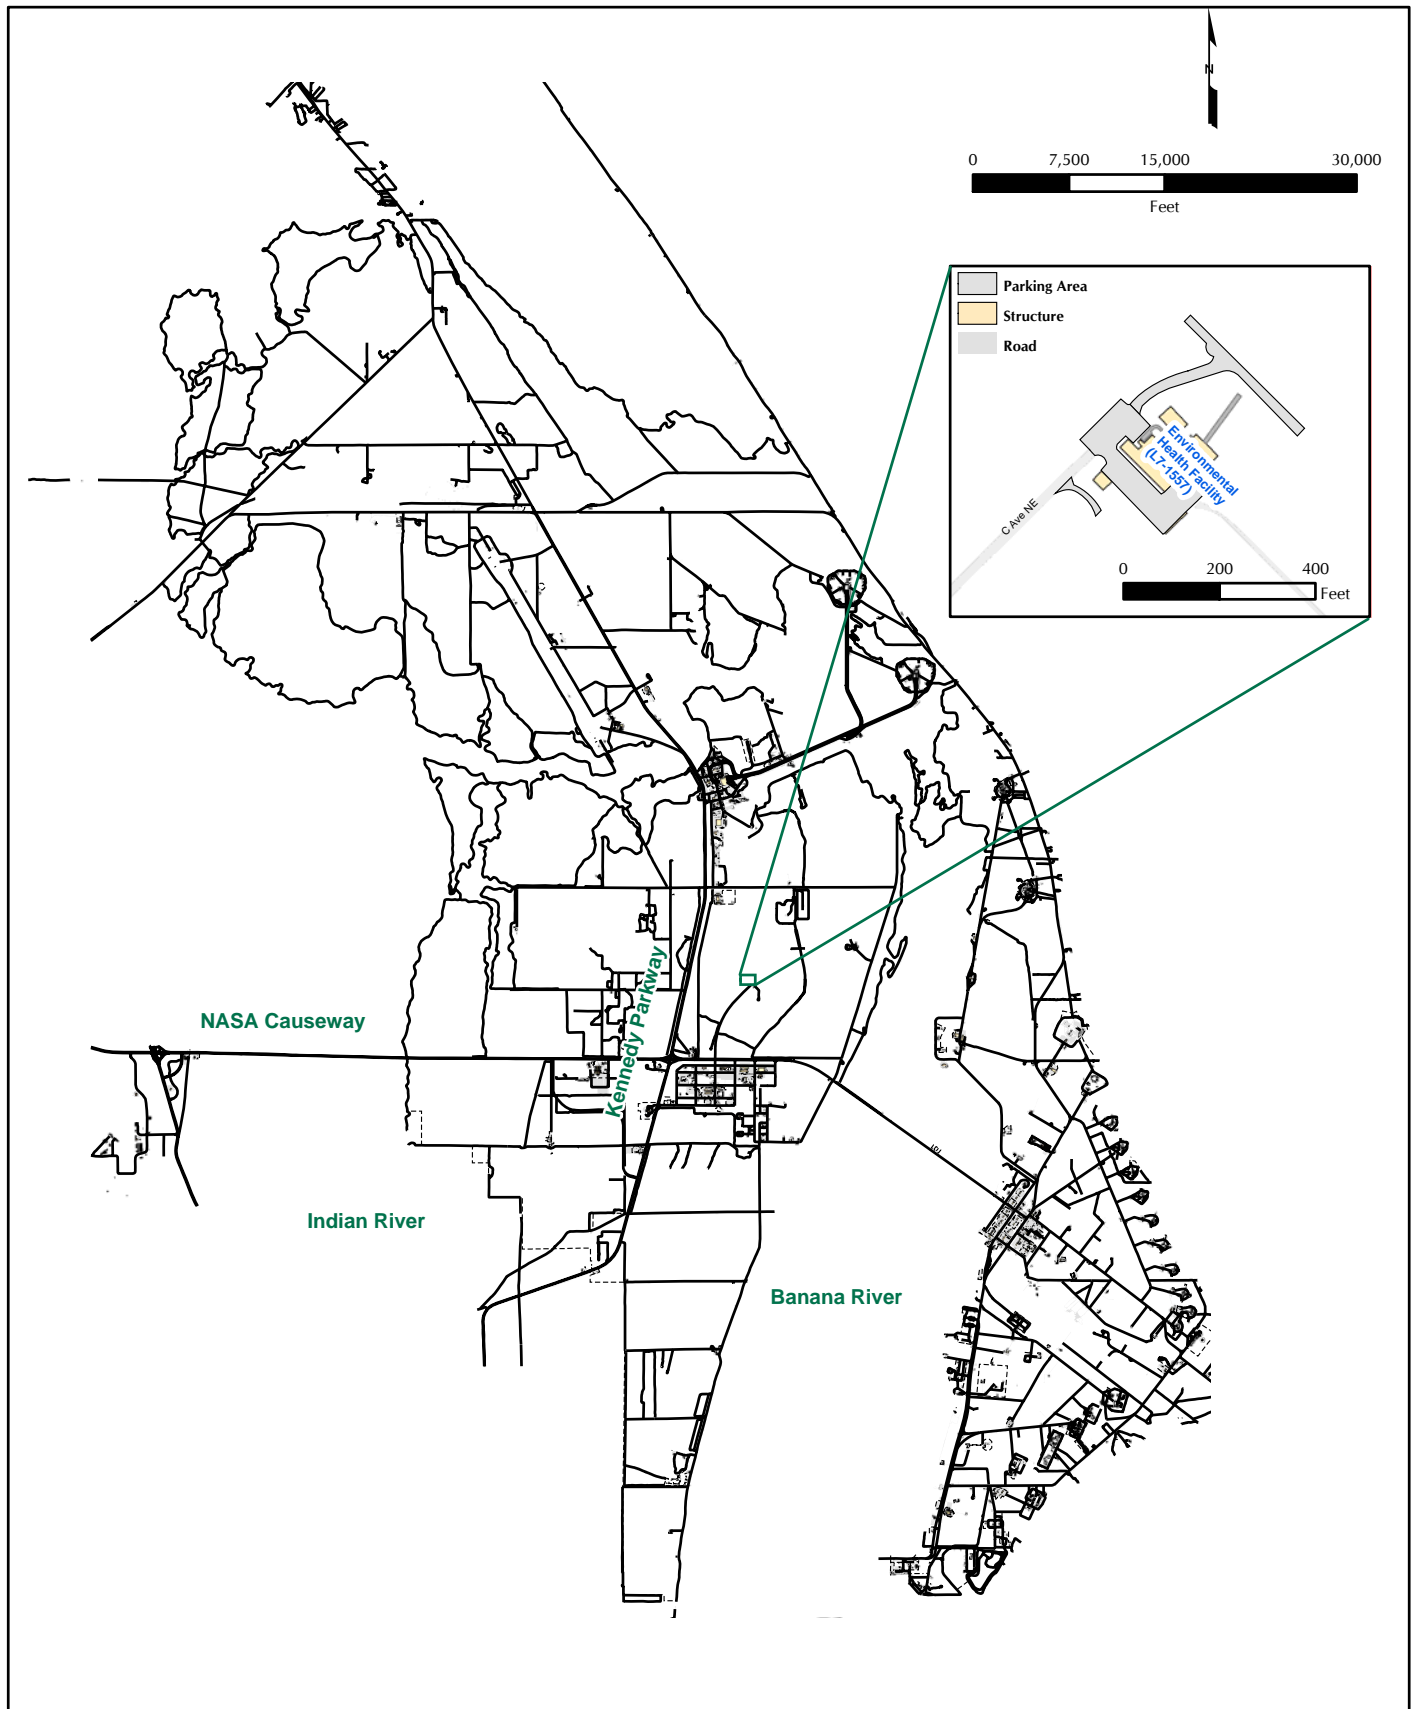 N
0 7,500 15,000 30,000
Feet
Parking Area
Structure
Road
Environmental
Health Facility
(L7-1557)
C Ave NE
0 200 400
Feet
Kennedy Parkway
NASA Causeway
Indian River
Banana River